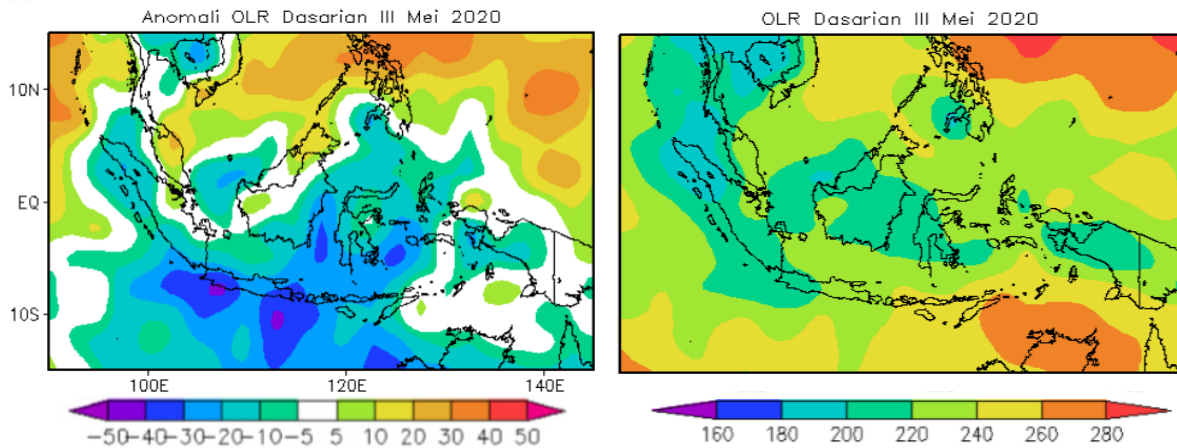 Anomali OLR Dasarian III Mei 2020
OLR Dasarian III Mei 2020
10N
EQ
10S
100E 120E 140E
-50 -40 -30 -20 -10 -5 5 10 20 30 40 50
160 180 200 220 240 260 280